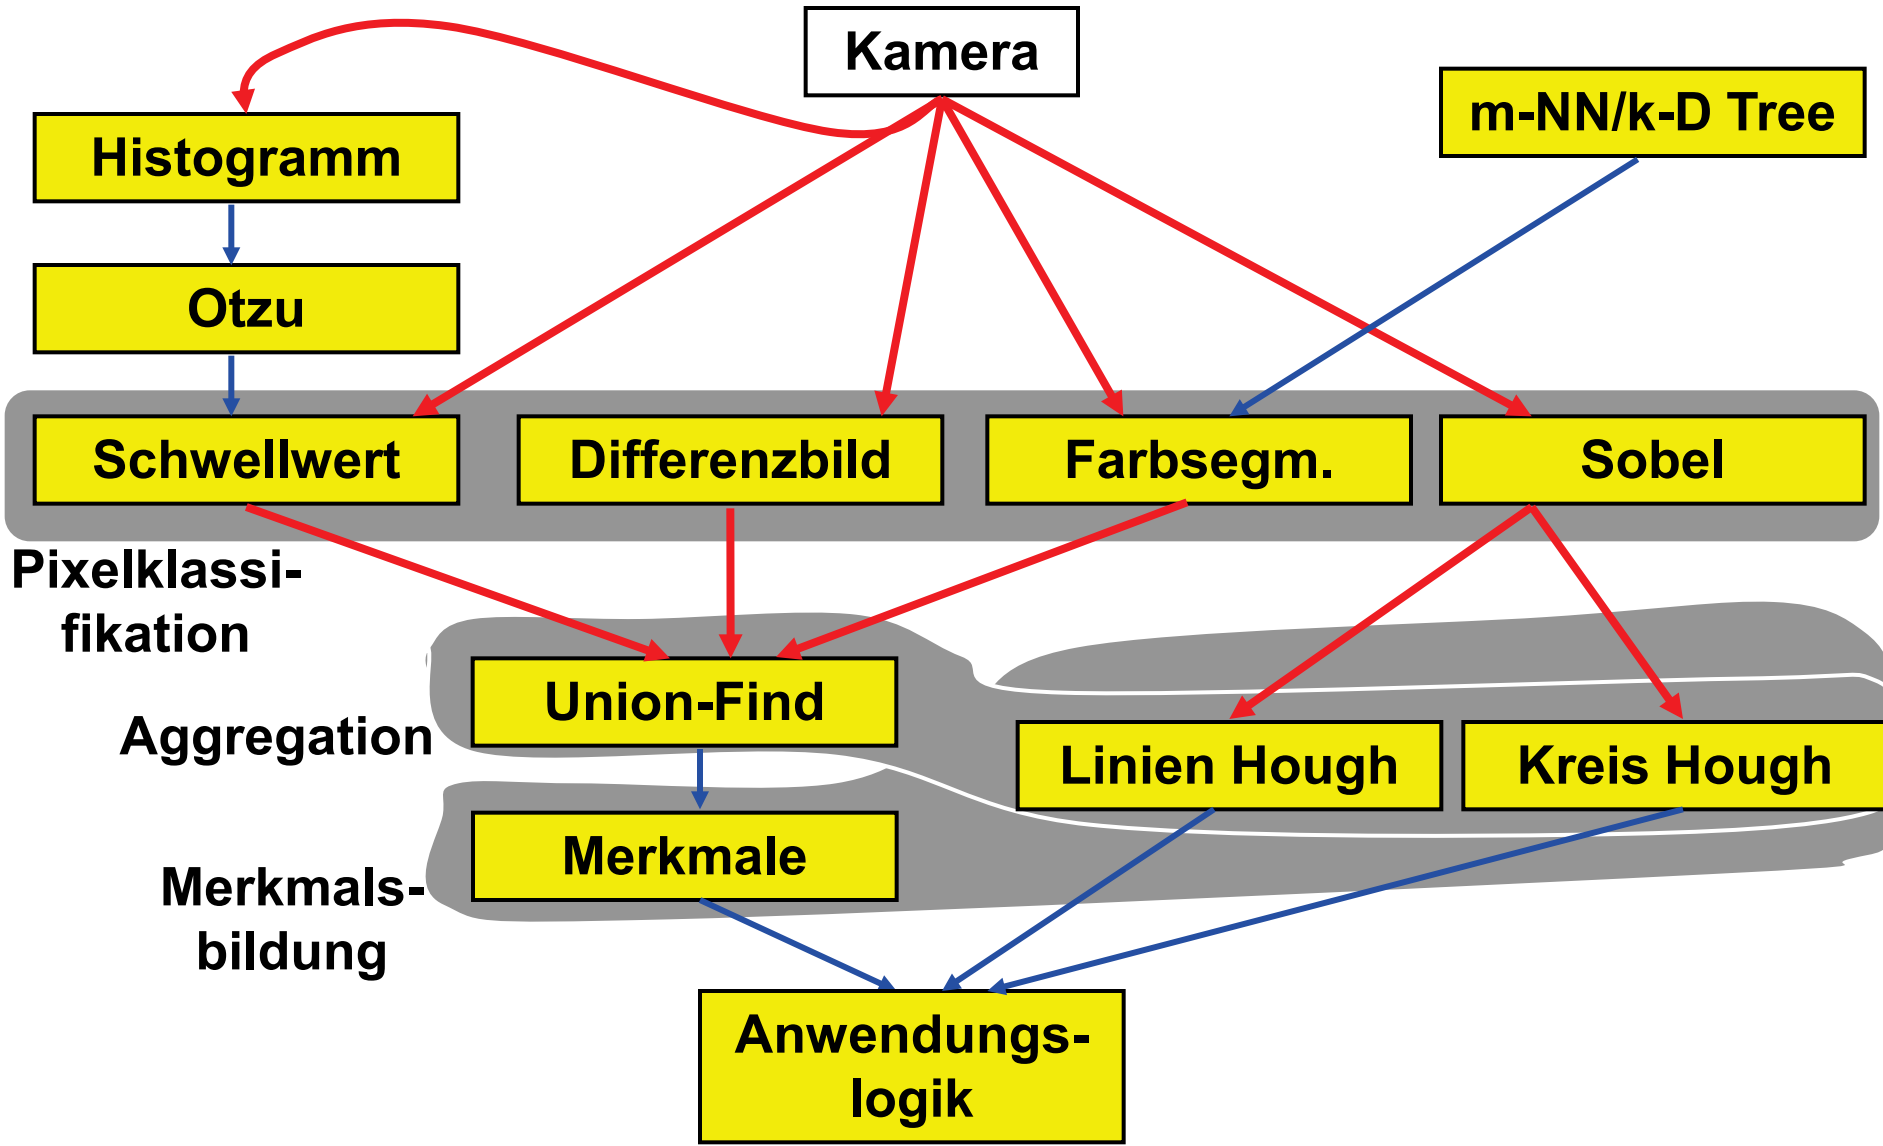 Kamera
m-NN/k-D Tree
Histogramm
Otzu
Schwellwert
Differenzbild
Farbsegm.
Sobel
Pixelklassi-
fikation
Union-Find
Aggregation
Linien Hough
Kreis Hough
Merkmale
Merkmals-
bildung
Anwendungs-
logik